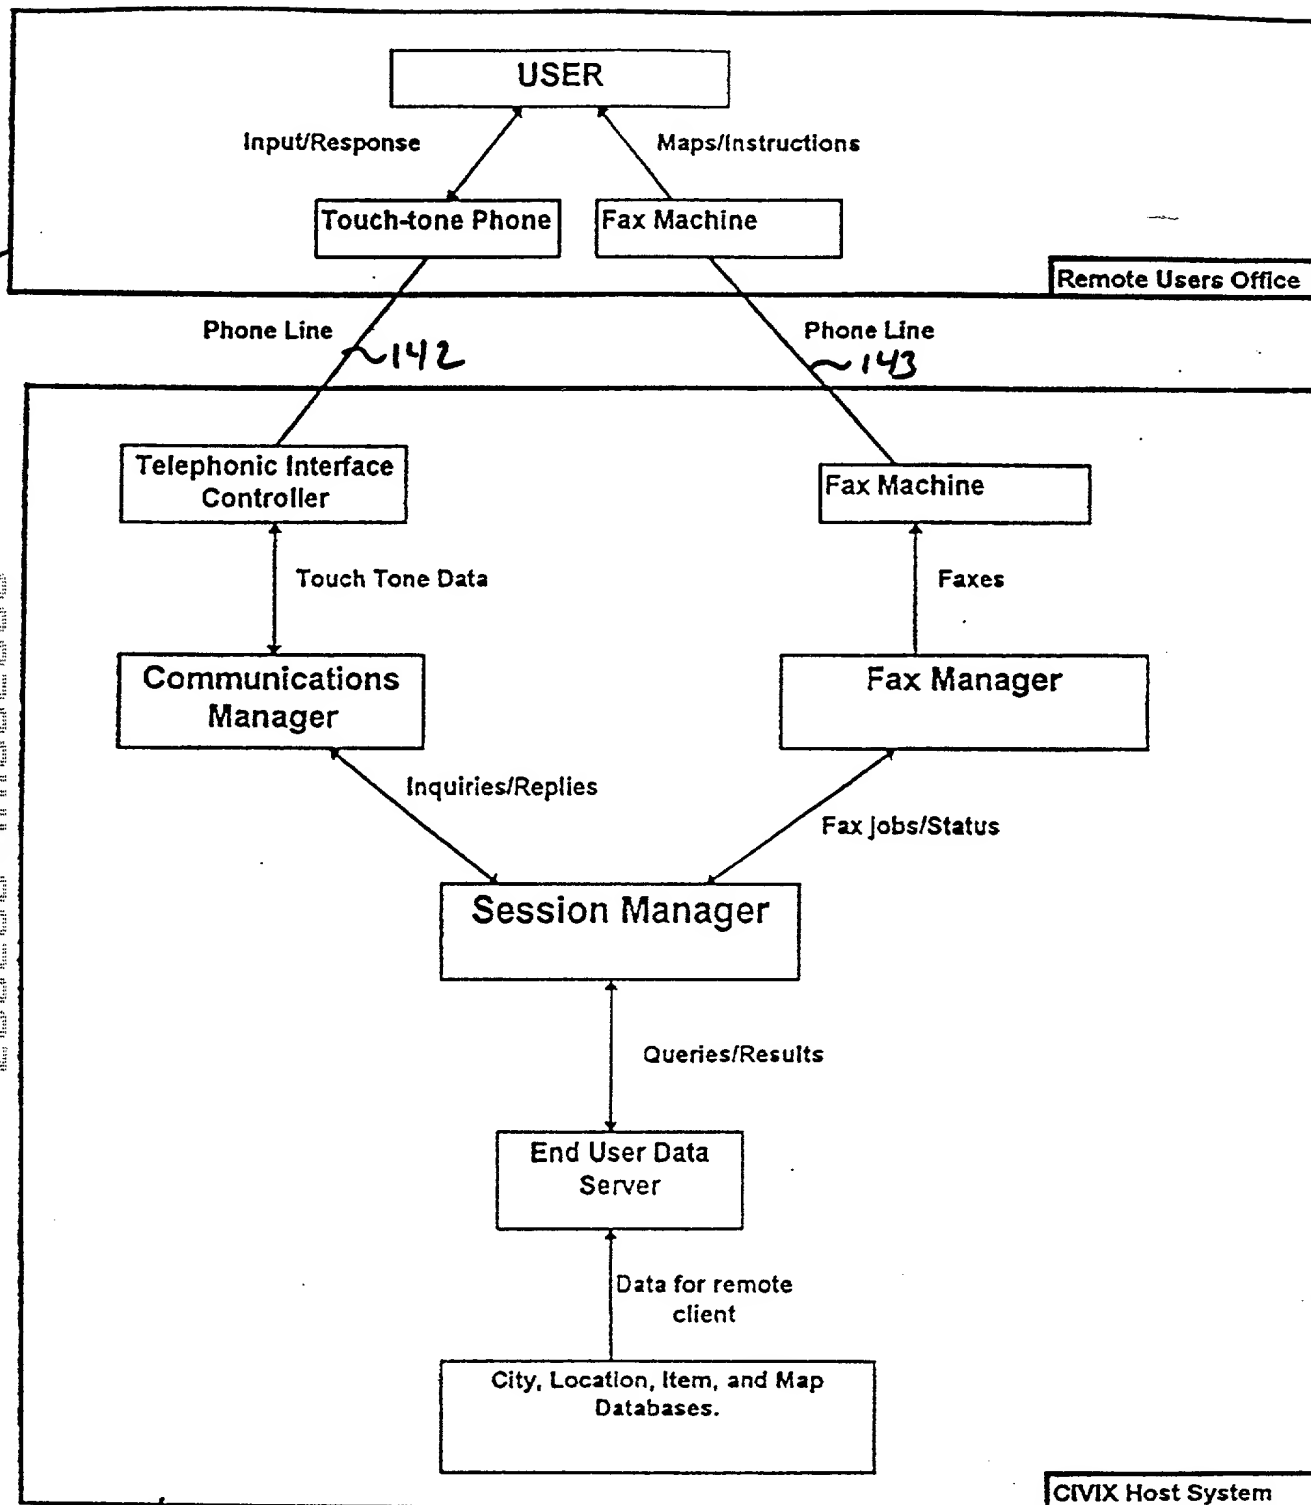 USER
Input/Response
Maps/Instructions
Touch-tone Phone
Fax Machine
Remote Users Office
Phone Line
142
Phone Line
143
Telephonic Interface
Controller
Fax Machine
Touch Tone Data
Faxes
Communications
Manager
Fax Manager
Inquiries/Replies
Fax jobs/Status
Session Manager
Queries/Results
End User Data
Server
Data for remote
client
City, Location, Item, and Map
Databases.
CIVIX Host System